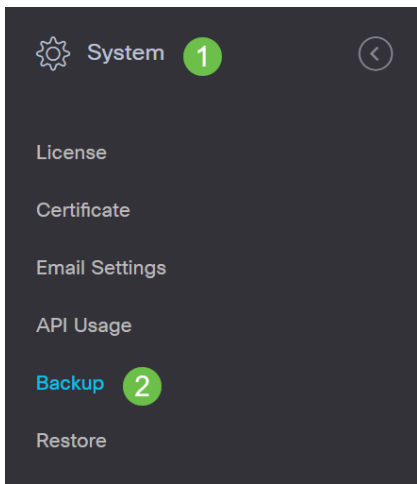 System 1
License
Certificate
Email Settings
API Usage
Backup 2
Restore